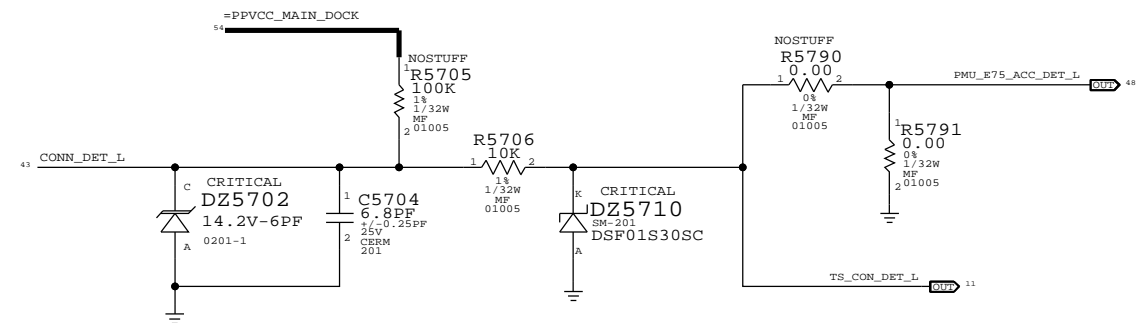 =PPVCC_MAIN_DOCK
54
NOSTUFF
1
R5705
100K
1%
1/32W
MF
01005
2
NOSTUFF
R5790
0.00
1
2
0%
1/32W
MF
01005
PMU_E75_ACC_DET_L
OUT
48
1
R5791
0.00
0%
1/32W
MF
01005
2
43
CONN_DET_L
R5706
10K
1
2
1%
1/32W
MF
01005
C
CRITICAL
DZ5702
14.2V-6PF
0201-1
A
1
C5704
6.8PF
+/-0.25PF
25V
CERM
201
2
K
CRITICAL
DZ5710
SM-201
DSF01S30SC
A
TS_CON_DET_L
OUT
11